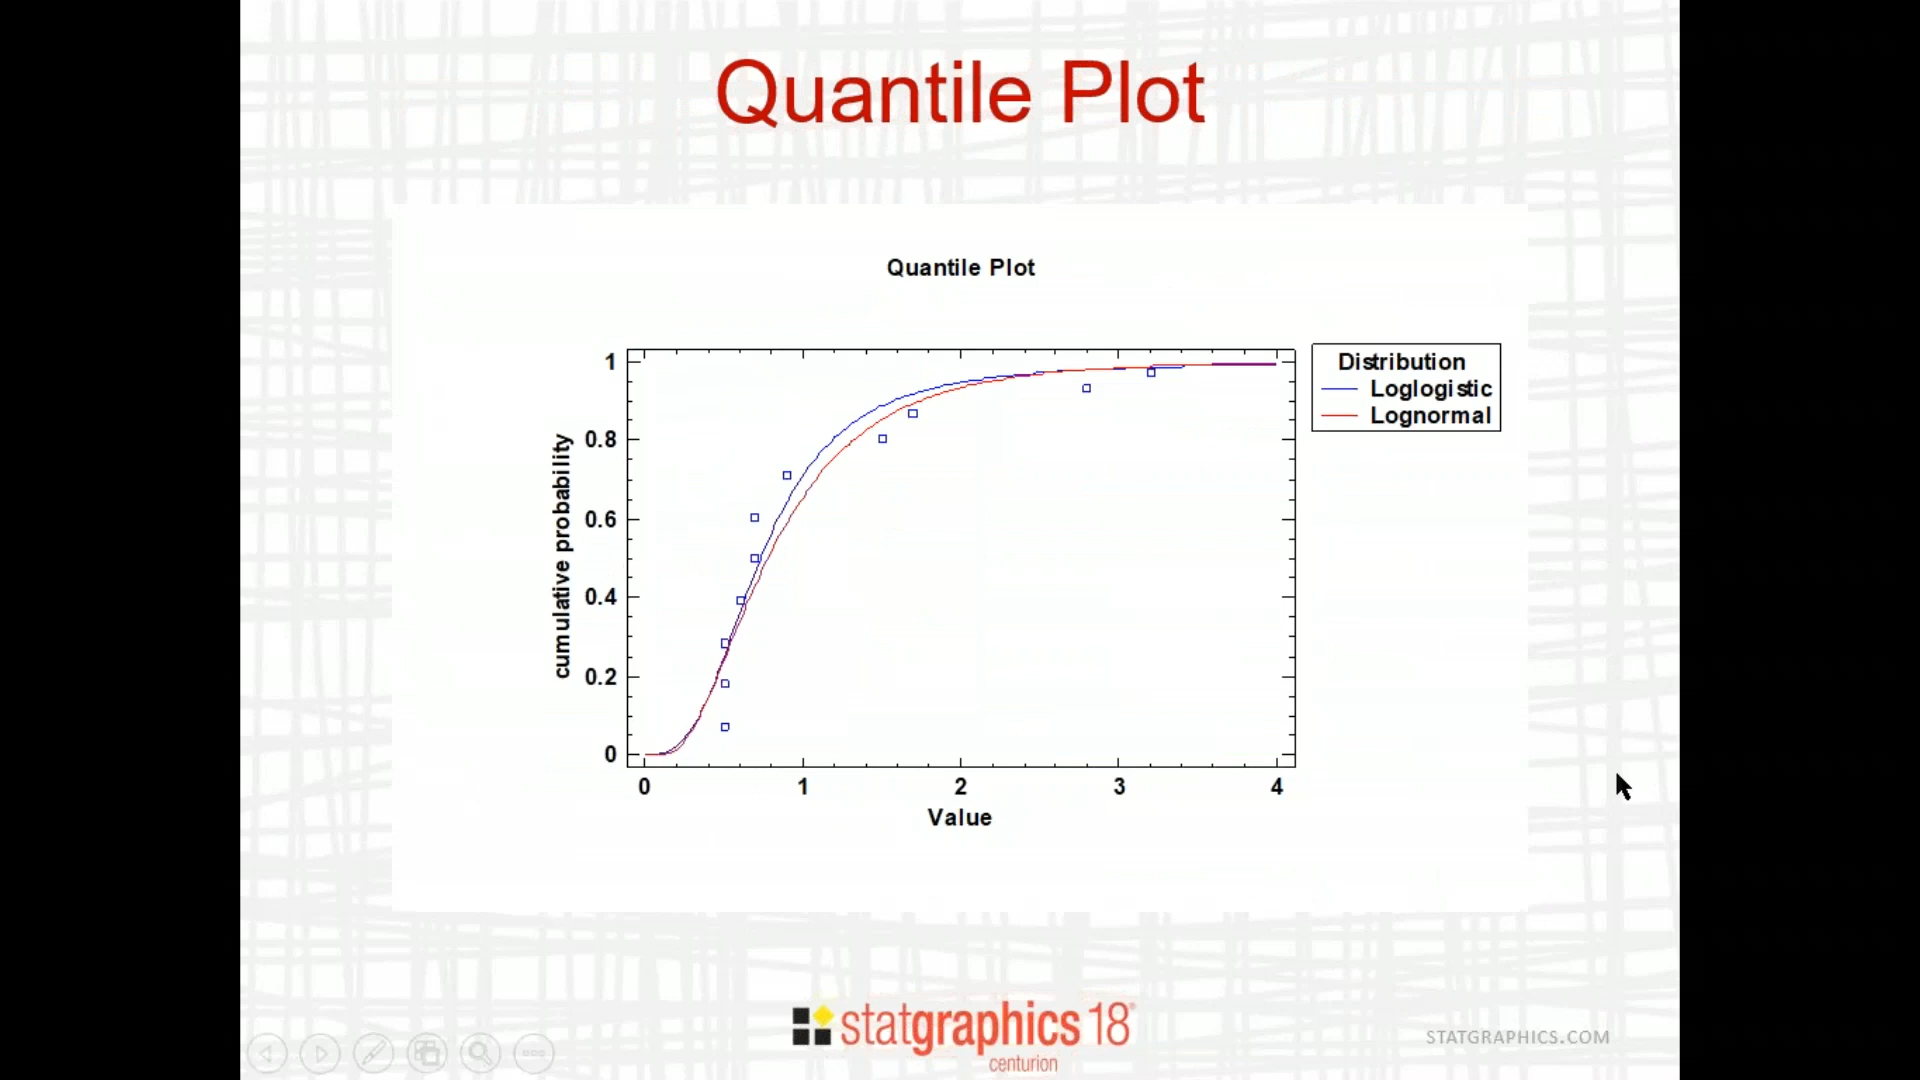 Quantile Plot
Quantile Plot
Distribution
Loglogistic
Lognormal
cumulative probability
1
0.8
0.6
0.4
0.2
0
0 1 2 3 4
Value
statgraphics 18®
centurion
STATGRAPHICS.COM